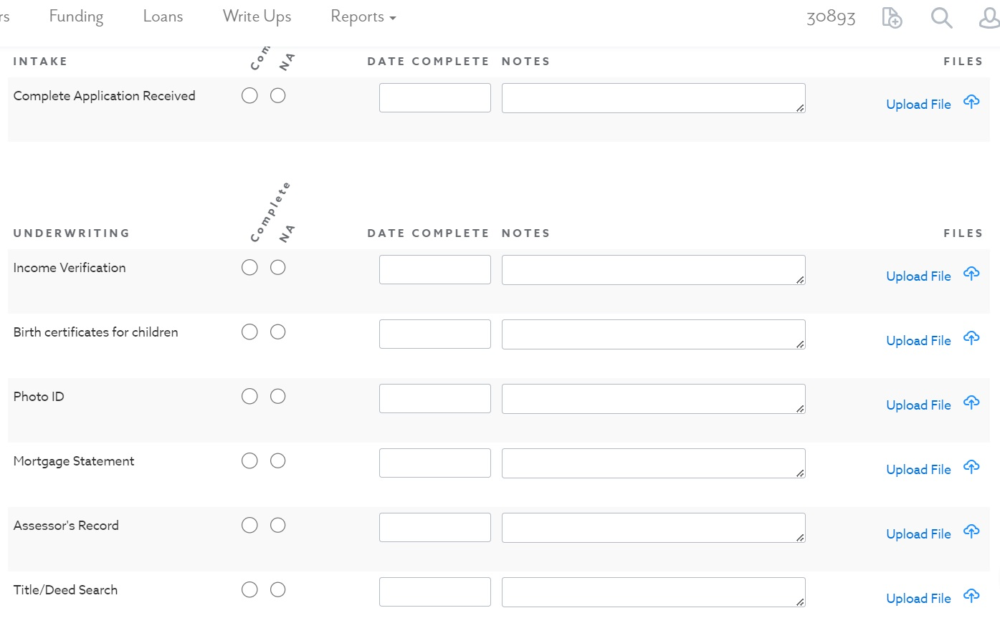 rs Funding Loans Write Ups Reports 30893
INTAKE Com NA DATE COMPLETE NOTES FILES
Complete Application Received Upload File
UNDERWRITING Complete NA DATE COMPLETE NOTES FILES
Income Verification Upload File
Birth certificates for children Upload File
Photo ID Upload File
Mortgage Statement Upload File
Assessor's Record Upload File
Title/Deed Search Upload File